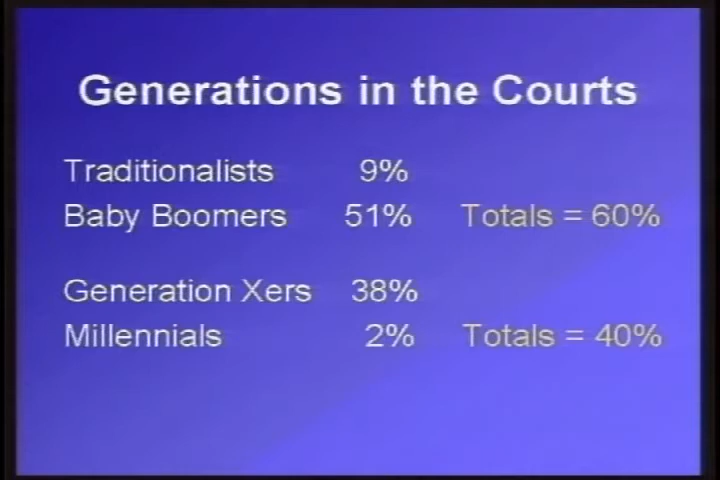 Generations in the Courts
Traditionalists 9%
Baby Boomers 51% Totals = 60%
Generation Xers 38%
Millennials 2% Totals = 40%